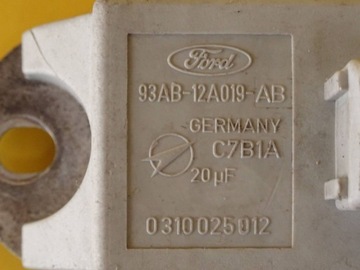 Ford
93AB-12A019-AB
GERMANY
C7B1A
20µF
0310025012